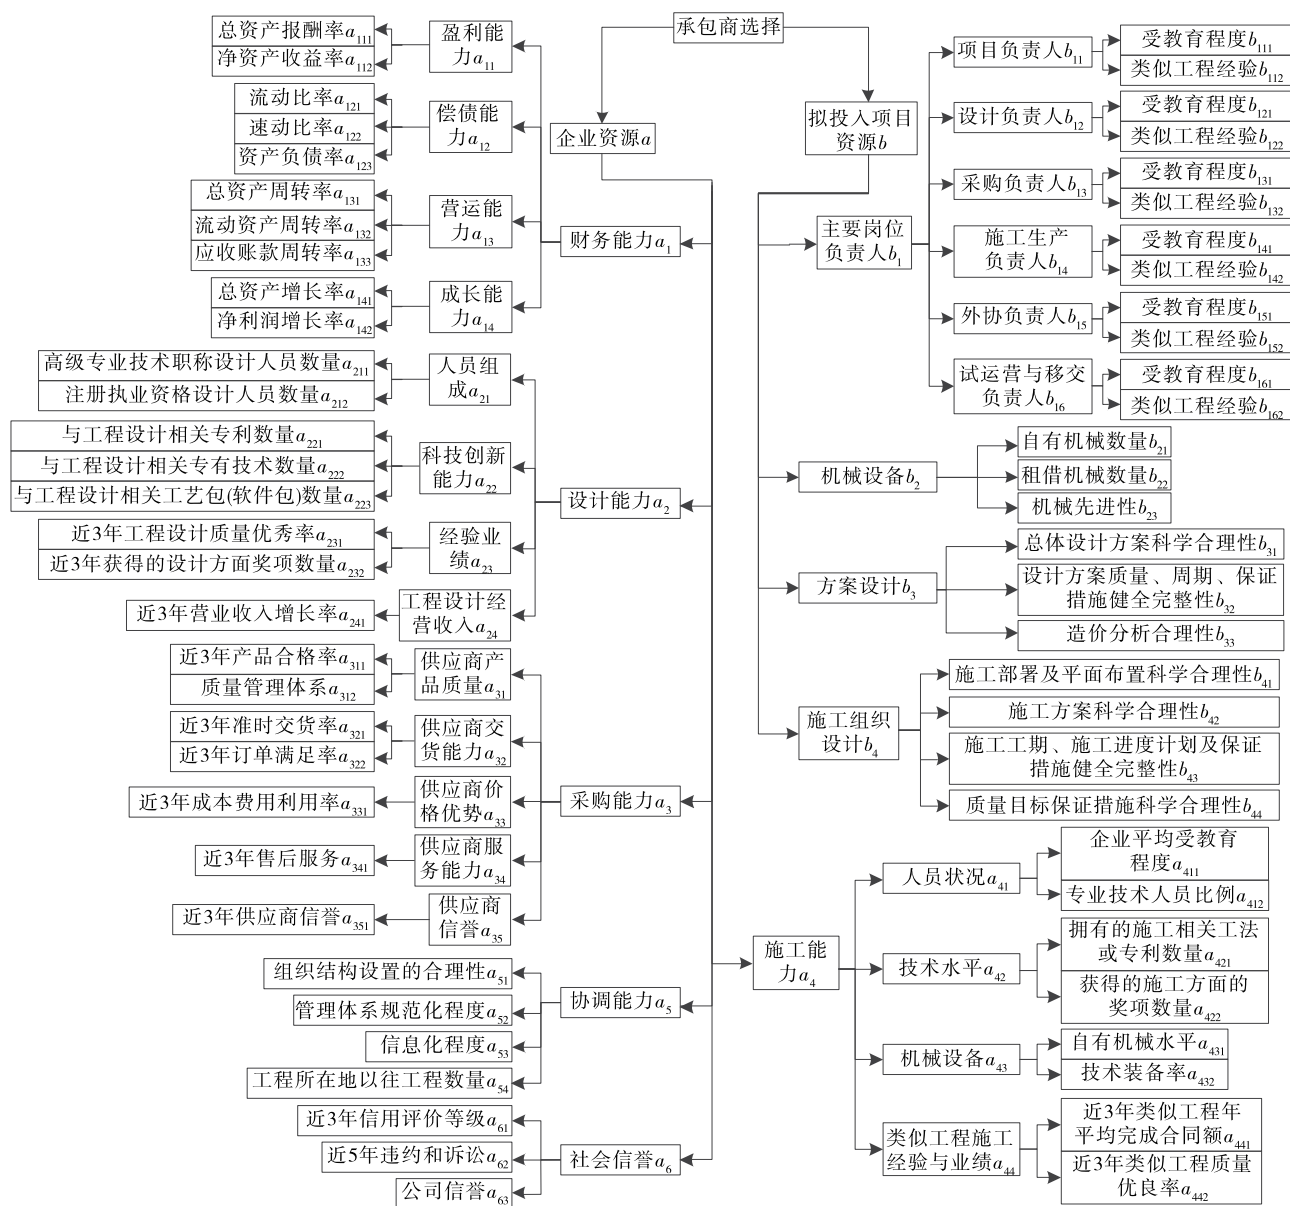 承包商选择
企业资源a
财务能力a₁
盈利能
力a₁₁
总资产报酬率a₁₁₁
净资产收益率a₁₁₂
偿债能
力a₁₂
流动比率a₁₂₁
速动比率a₁₂₂
资产负债率a₁₂₃
营运能
力a₁₃
总资产周转率a₁₃₁
流动资产周转率a₁₃₂
应收账款周转率a₁₃₃
成长能
力a₁₄
总资产增长率a₁₄₁
净利润增长率a₁₄₂
设计能力a₂
人员组
成a₂₁
高级专业技术职称设计人员数量a₂₁₁
注册执业资格设计人员数量a₂₁₂
科技创新
能力a₂₂
与工程设计相关专利数量a₂₂₁
与工程设计相关专有技术数量a₂₂₂
与工程设计相关工艺包(软件包)数量a₂₂₃
经验业
绩a₂₃
近3年工程设计质量优秀率a₂₃₁
近3年获得的设计方面奖项数量a₂₃₂
工程设计经
营收入a₂₄
近3年营业收入增长率a₂₄₁
采购能力a₃
供应商产
品质量a₃₁
近3年产品合格率a₃₁₁
质量管理体系a₃₁₂
供应商交
货能力a₃₂
近3年准时交货率a₃₂₁
近3年订单满足率a₃₂₂
供应商价
格优势a₃₃
近3年成本费用利用率a₃₃₁
供应商服
务能力a₃₄
近3年售后服务a₃₄₁
供应商
信誉a₃₅
近3年供应商信誉a₃₅₁
施工能
力a₄
人员状况a₄₁
企业平均受教育
程度a₄₁₁
专业技术人员比例a₄₁₂
技术水平a₄₂
拥有的施工相关工法
或专利数量a₄₂₁
获得的施工方面的
奖项数量a₄₂₂
机械设备a₄₃
自有机械水平a₄₃₁
技术装备率a₄₃₂
类似工程施工
经验与业绩a₄₄
近3年类似工程年
平均完成合同额a₄₄₁
近3年类似工程质量
优良率a₄₄₂
协调能力a₅
组织结构设置的合理性a₅₁
管理体系规范化程度a₅₂
信息化程度a₅₃
工程所在地以往工程数量a₅₄
社会信誉a₆
近3年信用评价等级a₆₁
近5年违约和诉讼a₆₂
公司信誉a₆₃
拟投入项目
资源b
主要岗位
负责人b₁
项目负责人b₁₁
受教育程度b₁₁₁
类似工程经验b₁₁₂
设计负责人b₁₂
受教育程度b₁₂₁
类似工程经验b₁₂₂
采购负责人b₁₃
受教育程度b₁₃₁
类似工程经验b₁₃₂
施工生产
负责人b₁₄
受教育程度b₁₄₁
类似工程经验b₁₄₂
外协负责人b₁₅
受教育程度b₁₅₁
类似工程经验b₁₅₂
试运营与移交
负责人b₁₆
受教育程度b₁₆₁
类似工程经验b₁₆₂
机械设备b₂
自有机械数量b₂₁
租借机械数量b₂₂
机械先进性b₂₃
方案设计b₃
总体设计方案科学合理性b₃₁
设计方案质量、周期、保证
措施健全完整性b₃₂
造价分析合理性b₃₃
施工组织
设计b₄
施工部署及平面布置科学合理性b₄₁
施工方案科学合理性b₄₂
施工工期、施工进度计划及保证
措施健全完整性b₄₃
质量目标保证措施科学合理性b₄₄